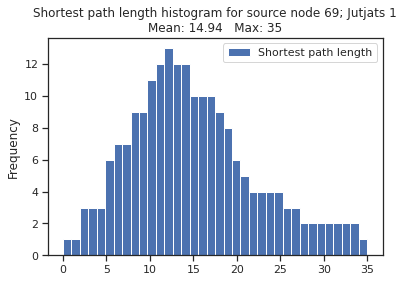 Shortest path length histogram for source node 69; Jutjats 1
Mean: 14.94   Max: 35
Shortest path length
Frequency
12
10
8
6
4
2
0
0 5 10 15 20 25 30 35